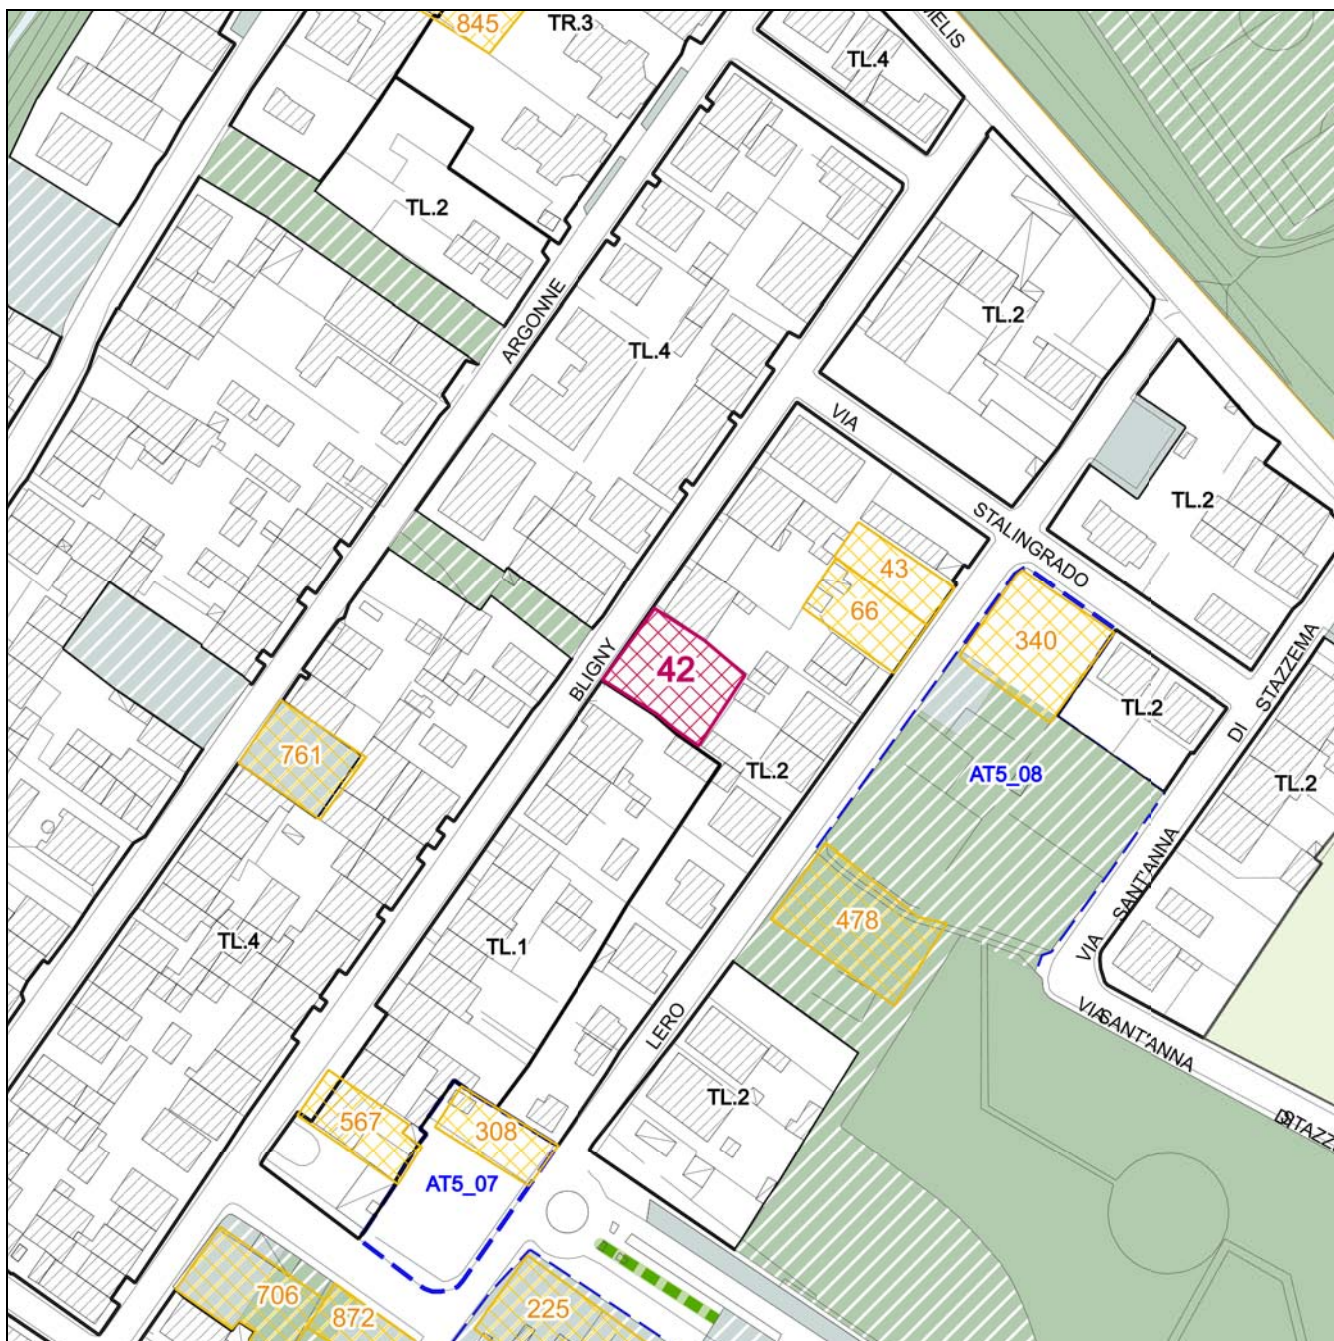 845
TR.3
MELIS
TL.4
TL.2
ARGONNE
TL.4
TL.2
VIA
STALINGRADO
TL.2
43
66
340
42
BLIGNY
STAZZEMA
DI
TL.2
761
TL.2
AT5_08
TL.2
SANT'ANNA
VIA
478
TL.4
TL.1
LERO
VIA
SANT'ANNA
TL.2
567
308
DI
AT5_07
706
872
225